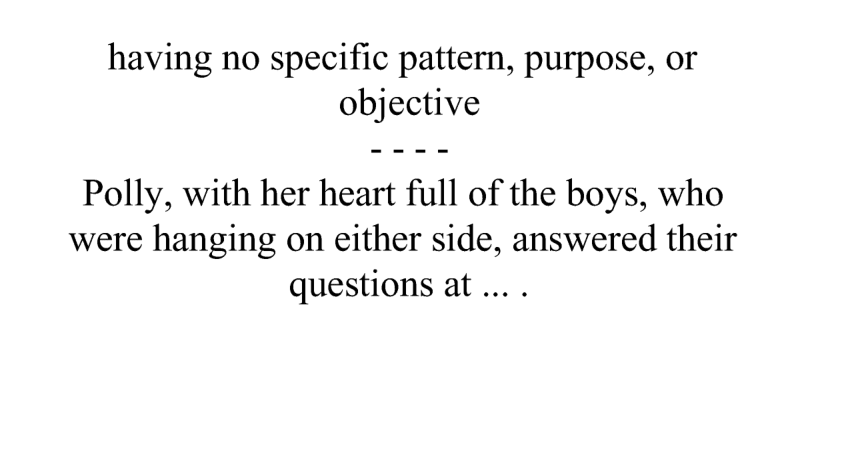 having no specific pattern, purpose, or
objective
- - - -
Polly, with her heart full of the boys, who
were hanging on either side, answered their
questions at ... .